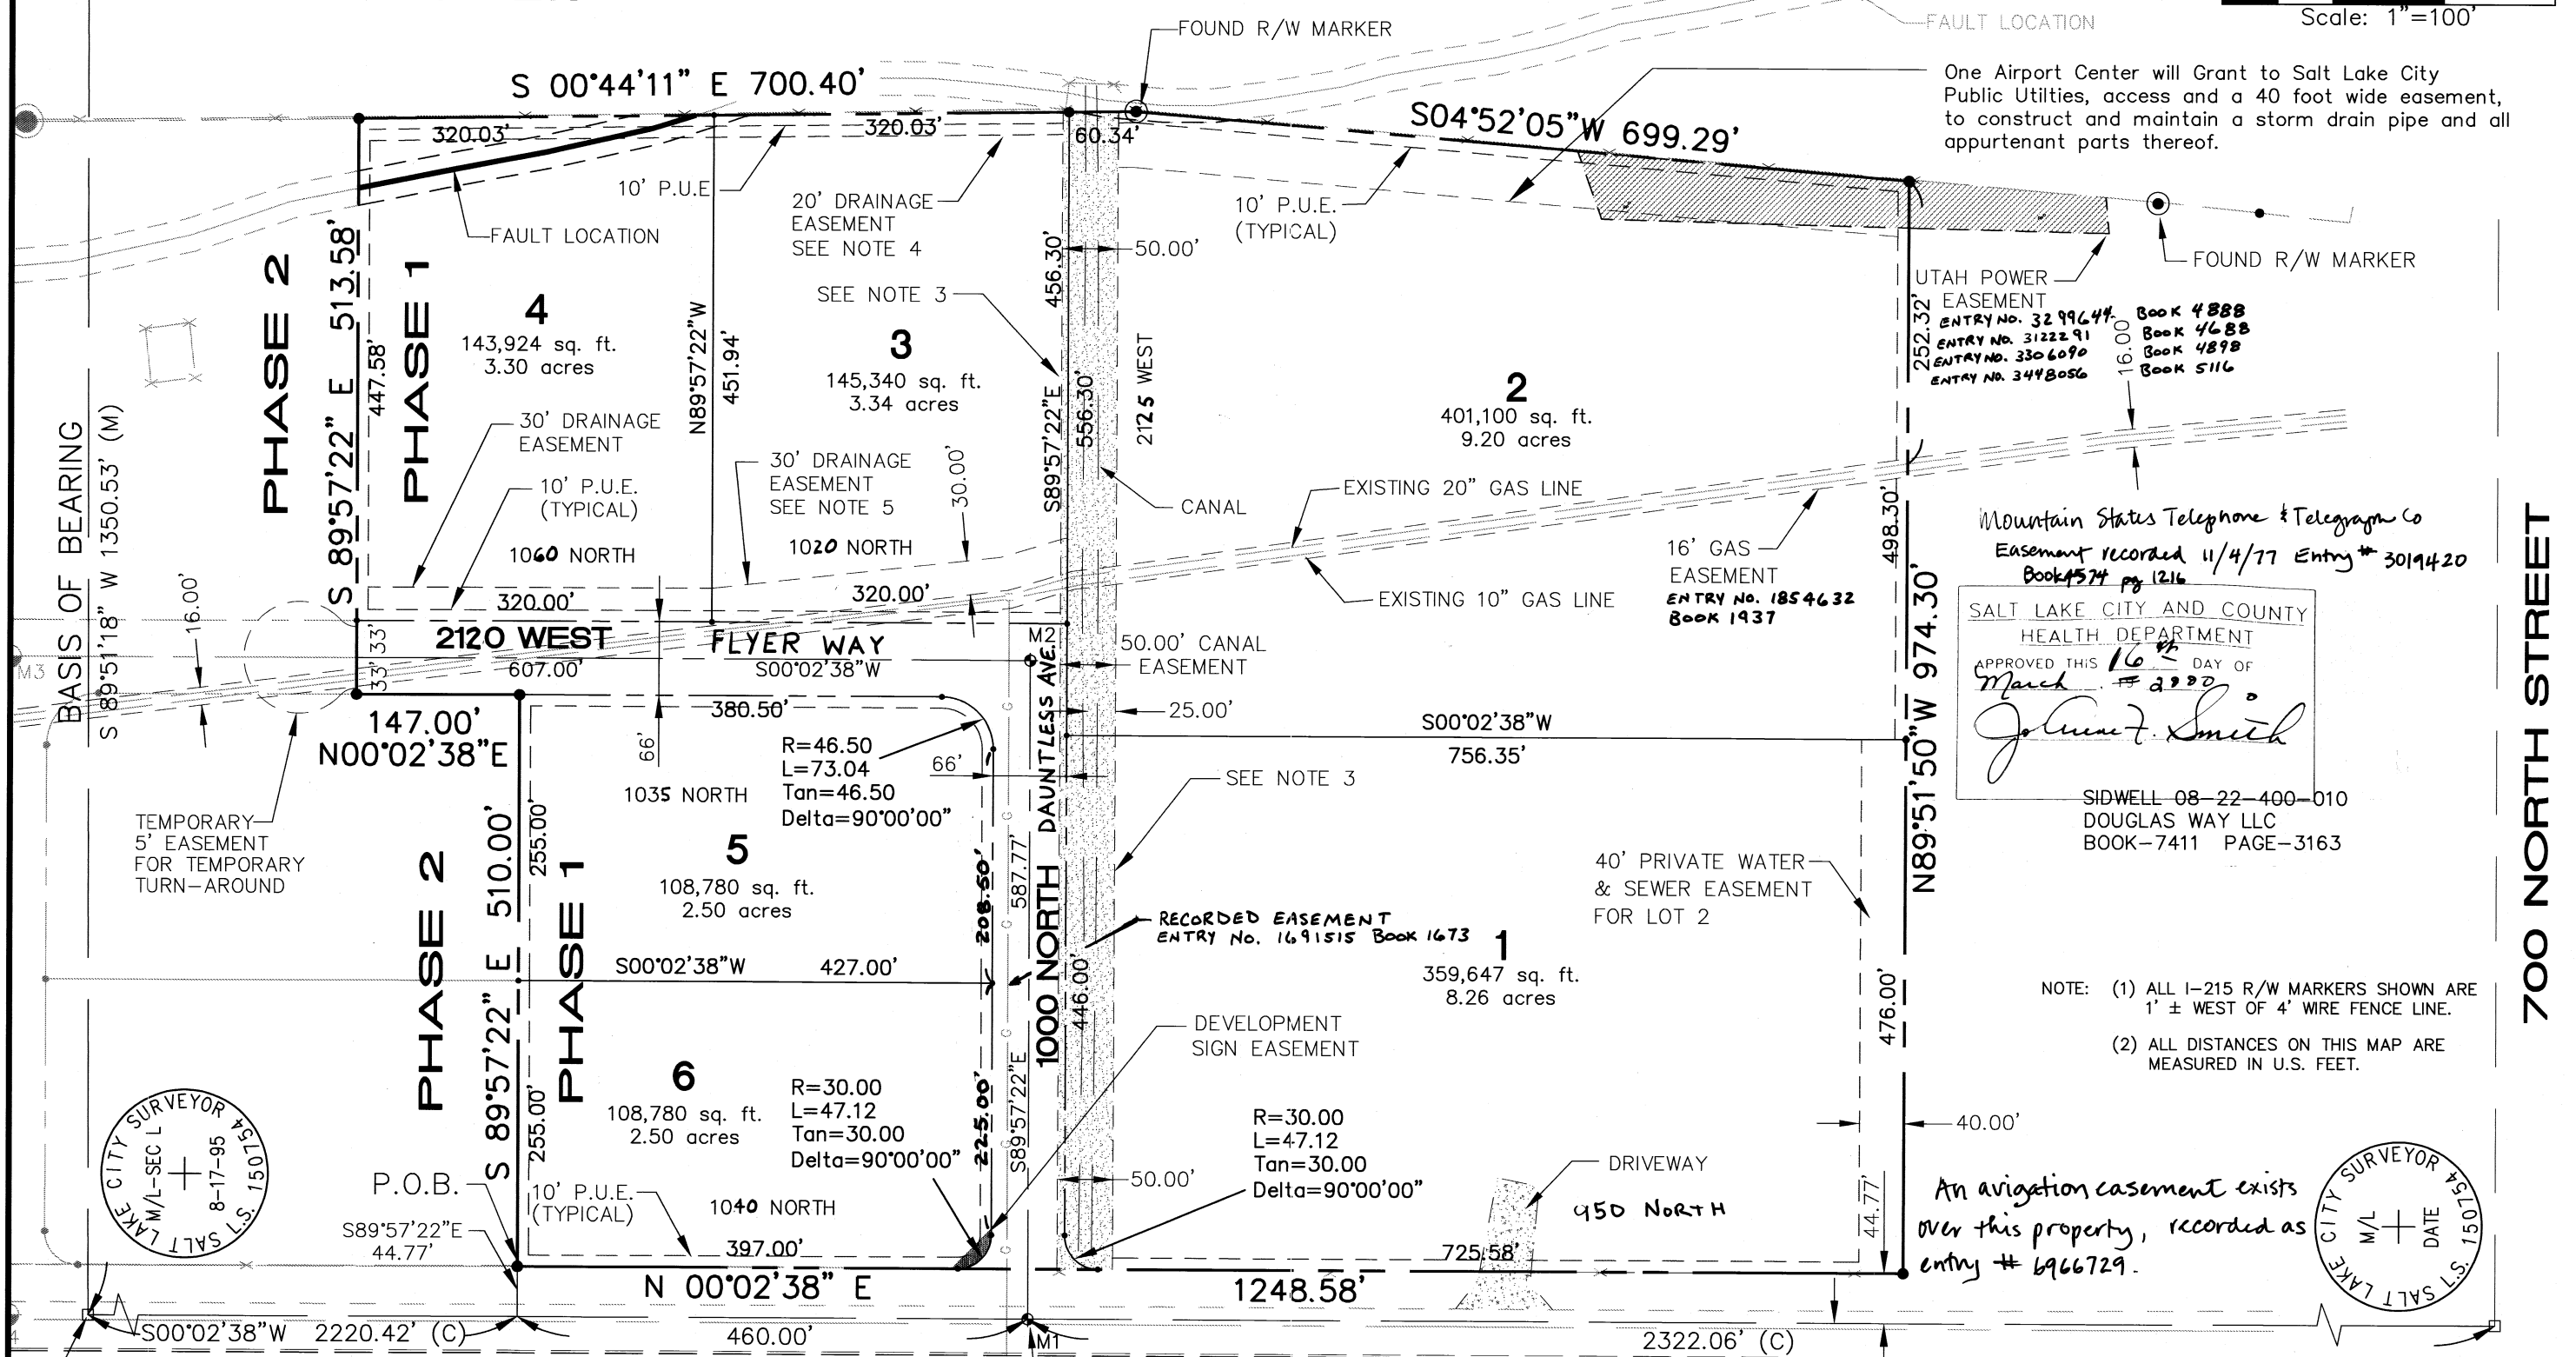 FOUND R/W MARKER
FAULT LOCATION
Scale: 1"=100'
S 00°44'11" E 700.40'
320.03'
320.03'
60.34'
S04°52'05"W 699.29'
One Airport Center will Grant to Salt Lake City
Public Utilties, access and a 40 foot wide easement,
to construct and maintain a storm drain pipe and all
appurtenant parts thereof.
FAULT LOCATION
10' P.U.E
20' DRAINAGE
EASEMENT
SEE NOTE 4
10' P.U.E.
(TYPICAL)
FOUND R/W MARKER
50.00'
456.30'
SEE NOTE 3
UTAH POWER
EASEMENT
ENTRY NO. 3299644 BOOK 4888
ENTRY NO. 3122291 BOOK 4688
ENTRY NO. 3306090 BOOK 4898
ENTRY NO. 3448056 BOOK 5116
16.00
252.32'
PHASE 2
S 89°57'22" E 513.58'
447.58'
PHASE 1
4
143,924 sq. ft.
3.30 acres
N89°57'22"W
451.94'
3
145,340 sq. ft.
3.34 acres
S89°57'22"E
556.30'
2125 WEST
2
401,100 sq. ft.
9.20 acres
BASIS OF BEARING
S 89°51'18" W 1350.53' (M)
30' DRAINAGE
EASEMENT
10' P.U.E.
(TYPICAL)
1060 NORTH
30' DRAINAGE
EASEMENT
SEE NOTE 5
30.00'
1020 NORTH
CANAL
EXISTING 20" GAS LINE
EXISTING 10" GAS LINE
16' GAS
EASEMENT
ENTRY NO. 1854632
BOOK 1937
498.30'
Mountain States Telephone & Telegraph Co
Easement recorded 11/4/77 Entry # 3019420
Book 4574 pg 1216
SALT LAKE CITY AND COUNTY
HEALTH DEPARTMENT
APPROVED THIS 16th DAY OF
March 2000
700 NORTH STREET
16.00'
320.00'
320.00'
33' 33'
2120 WEST FLYER WAY
607.00'
S00°02'38"W
M2
M3
50.00' CANAL
EASEMENT
147.00'
N00°02'38"E
380.50'
66'
R=46.50
L=73.04
Tan=46.50
Delta=90°00'00"
66'
25.00'
S00°02'38"W
756.35'
N89°51'50"W 974.30'
SIDWELL 08-22-400-010
DOUGLAS WAY LLC
BOOK-7411 PAGE-3163
TEMPORARY
5' EASEMENT
FOR TEMPORARY
TURN-AROUND
1035 NORTH
SEE NOTE 3
PHASE 2
S 89°57'22" E 510.00'
255.00'
PHASE 1
5
108,780 sq. ft.
2.50 acres
208.50'
587.77'
1000 NORTH DAUNTLESS AVE.
40' PRIVATE WATER
& SEWER EASEMENT
FOR LOT 2
RECORDED EASEMENT
ENTRY No. 1691515 BOOK 1673
1
359,647 sq. ft.
8.26 acres
S00°02'38"W 427.00'
446.00'
476.00'
NOTE: (1) ALL I-215 R/W MARKERS SHOWN ARE
1' ± WEST OF 4' WIRE FENCE LINE.
(2) ALL DISTANCES ON THIS MAP ARE
MEASURED IN U.S. FEET.
DEVELOPMENT
SIGN EASEMENT
6
108,780 sq. ft.
2.50 acres
255.00'
R=30.00
L=47.12
Tan=30.00
Delta=90°00'00"
225.00'
S89°57'22"E
R=30.00
L=47.12
Tan=30.00
Delta=90°00'00"
40.00'
SALT LAKE CITY SURVEYOR L.S. 150754
M/L-SEC L
8-17-95
P.O.B.
S89°57'22"E
44.77'
10' P.U.E.
(TYPICAL)
1040 NORTH
50.00'
DRIVEWAY
950 NORTH
44.77'
An avigation easement exists
over this property, recorded as
entry # 6966729.
SALT LAKE CITY SURVEYOR L.S. 150754
M/L
DATE
397.00'
725.58'
N 00°02'38" E
1248.58'
S00°02'38"W 2220.42' (C)
460.00'
M1
2322.06' (C)